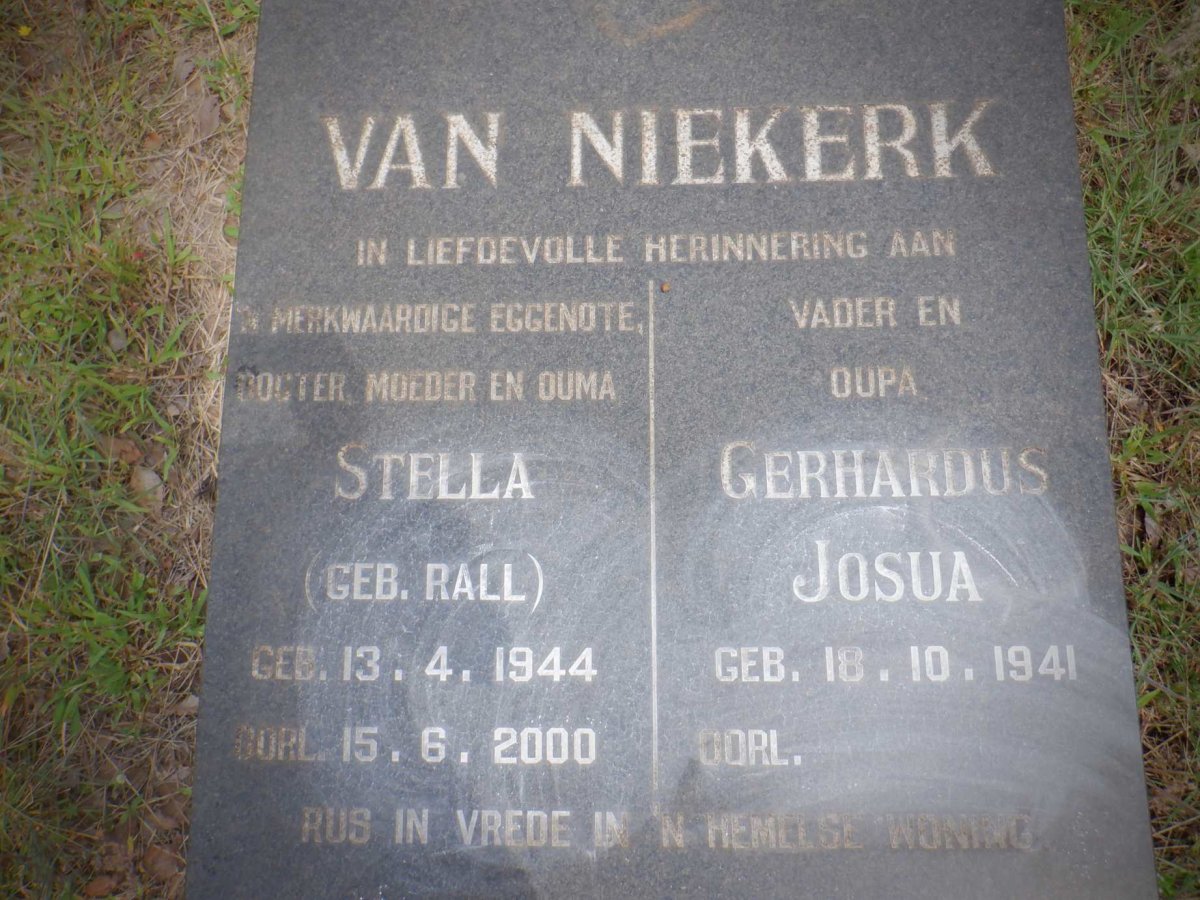 VAN NIEKERK
IN LIEFDEVOLLE HERINNERING AAN
'N MERKWAARDIGE EGGENOTE,
DOGTER, MOEDER EN OUMA
STELLA
(GEB. RALL)
GEB. 13. 4. 1944
OORL. 15. 6. 2000
VADER EN
OUPA
GERHARDUS
JOSUA
GEB. 18. 10. 1941
OORL.
RUS IN VREDE IN 'N HEMELSE WONING.